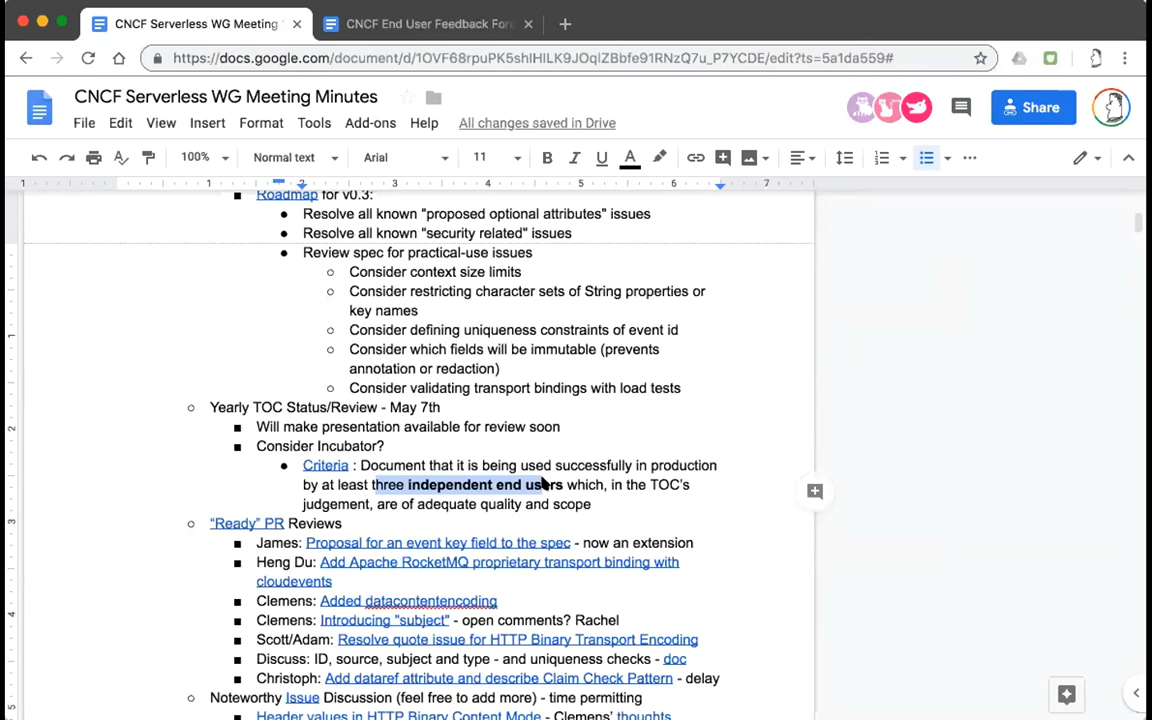 CNCF Serverless WG Meeting
CNCF End User Feedback For
https://docs.google.com/document/d/1OVF68rpuPK5shIHlLK9JOqlZBbfe91RNzQ7u_P7YCDE/edit?ts=5a1da559#
CNCF Serverless WG Meeting Minutes
File Edit View Insert Format Tools Add-ons Help All changes saved in Drive
Share
100% Normal text Arial 11
1 1 2 3 4 5 6 7
Roadmap for v0.3:
Resolve all known "proposed optional attributes" issues
Resolve all known "security related" issues
Review spec for practical-use issues
Consider context size limits
Consider restricting character sets of String properties or
key names
Consider defining uniqueness constraints of event id
Consider which fields will be immutable (prevents
annotation or redaction)
Consider validating transport bindings with load tests
Yearly TOC Status/Review - May 7th
Will make presentation available for review soon
Consider Incubator?
Criteria : Document that it is being used successfully in production
by at least three independent end users which, in the TOC's
judgement, are of adequate quality and scope
“Ready” PR Reviews
James: Proposal for an event key field to the spec - now an extension
Heng Du: Add Apache RocketMQ proprietary transport binding with
cloudevents
Clemens: Added datacontentencoding
Clemens: Introducing "subject" - open comments? Rachel
Scott/Adam: Resolve quote issue for HTTP Binary Transport Encoding
Discuss: ID, source, subject and type - and uniqueness checks - doc
Christoph: Add dataref attribute and describe Claim Check Pattern - delay
Noteworthy Issue Discussion (feel free to add more) - time permitting
Header values in HTTP Binary Content Mode - Clemens' thoughts